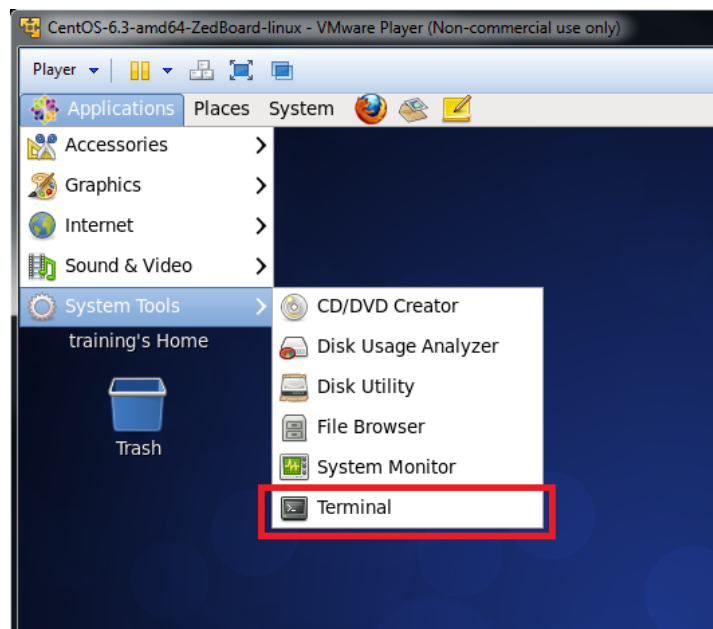 CentOS-6.3-amd64-ZedBoard-linux - VMware Player (Non-commercial use only)
Player
Applications Places System
Accessories
Graphics
Internet
Sound & Video
System Tools
CD/DVD Creator
training's Home
Disk Usage Analyzer
Disk Utility
File Browser
Trash
System Monitor
Terminal